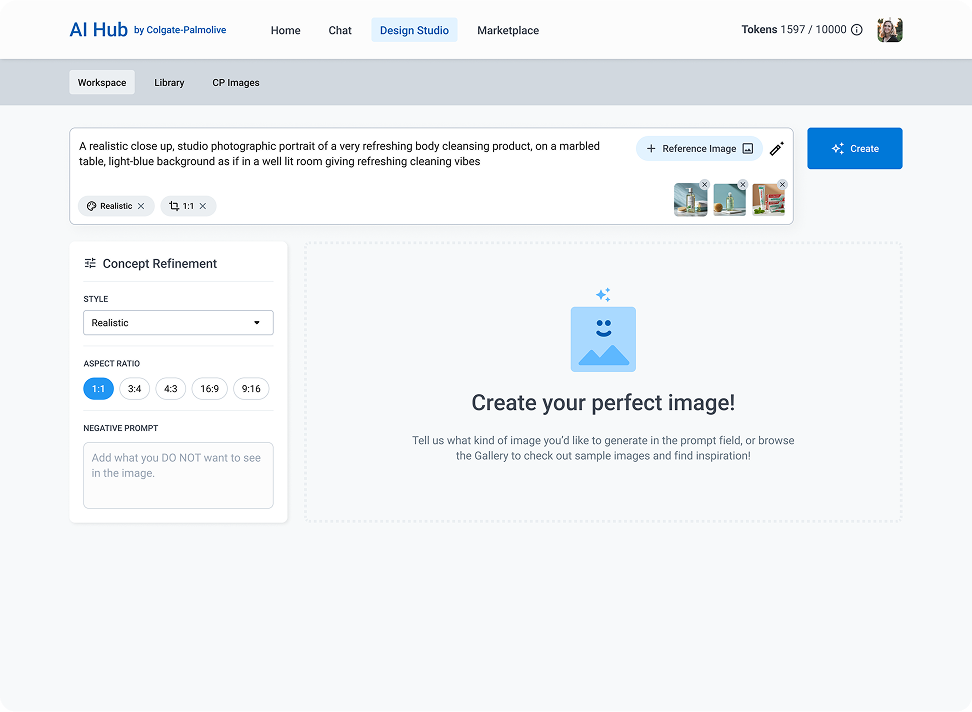 AI Hub by Colgate-Palmolive
Home
Chat
Design Studio
Marketplace
Tokens 1597 / 10000
Workspace
Library
CP Images
A realistic close up, studio photographic portrait of a very refreshing body cleansing product, on a marbled
table, light-blue background as if in a well lit room giving refreshing cleaning vibes
Reference Image
Create
Realistic
1:1
Concept Refinement
STYLE
Realistic
ASPECT RATIO
1:1
3:4
4:3
16:9
9:16
NEGATIVE PROMPT
Add what you DO NOT want to see
in the image.
Create your perfect image!
Tell us what kind of image you'd like to generate in the prompt field, or browse
the Gallery to check out sample images and find inspiration!